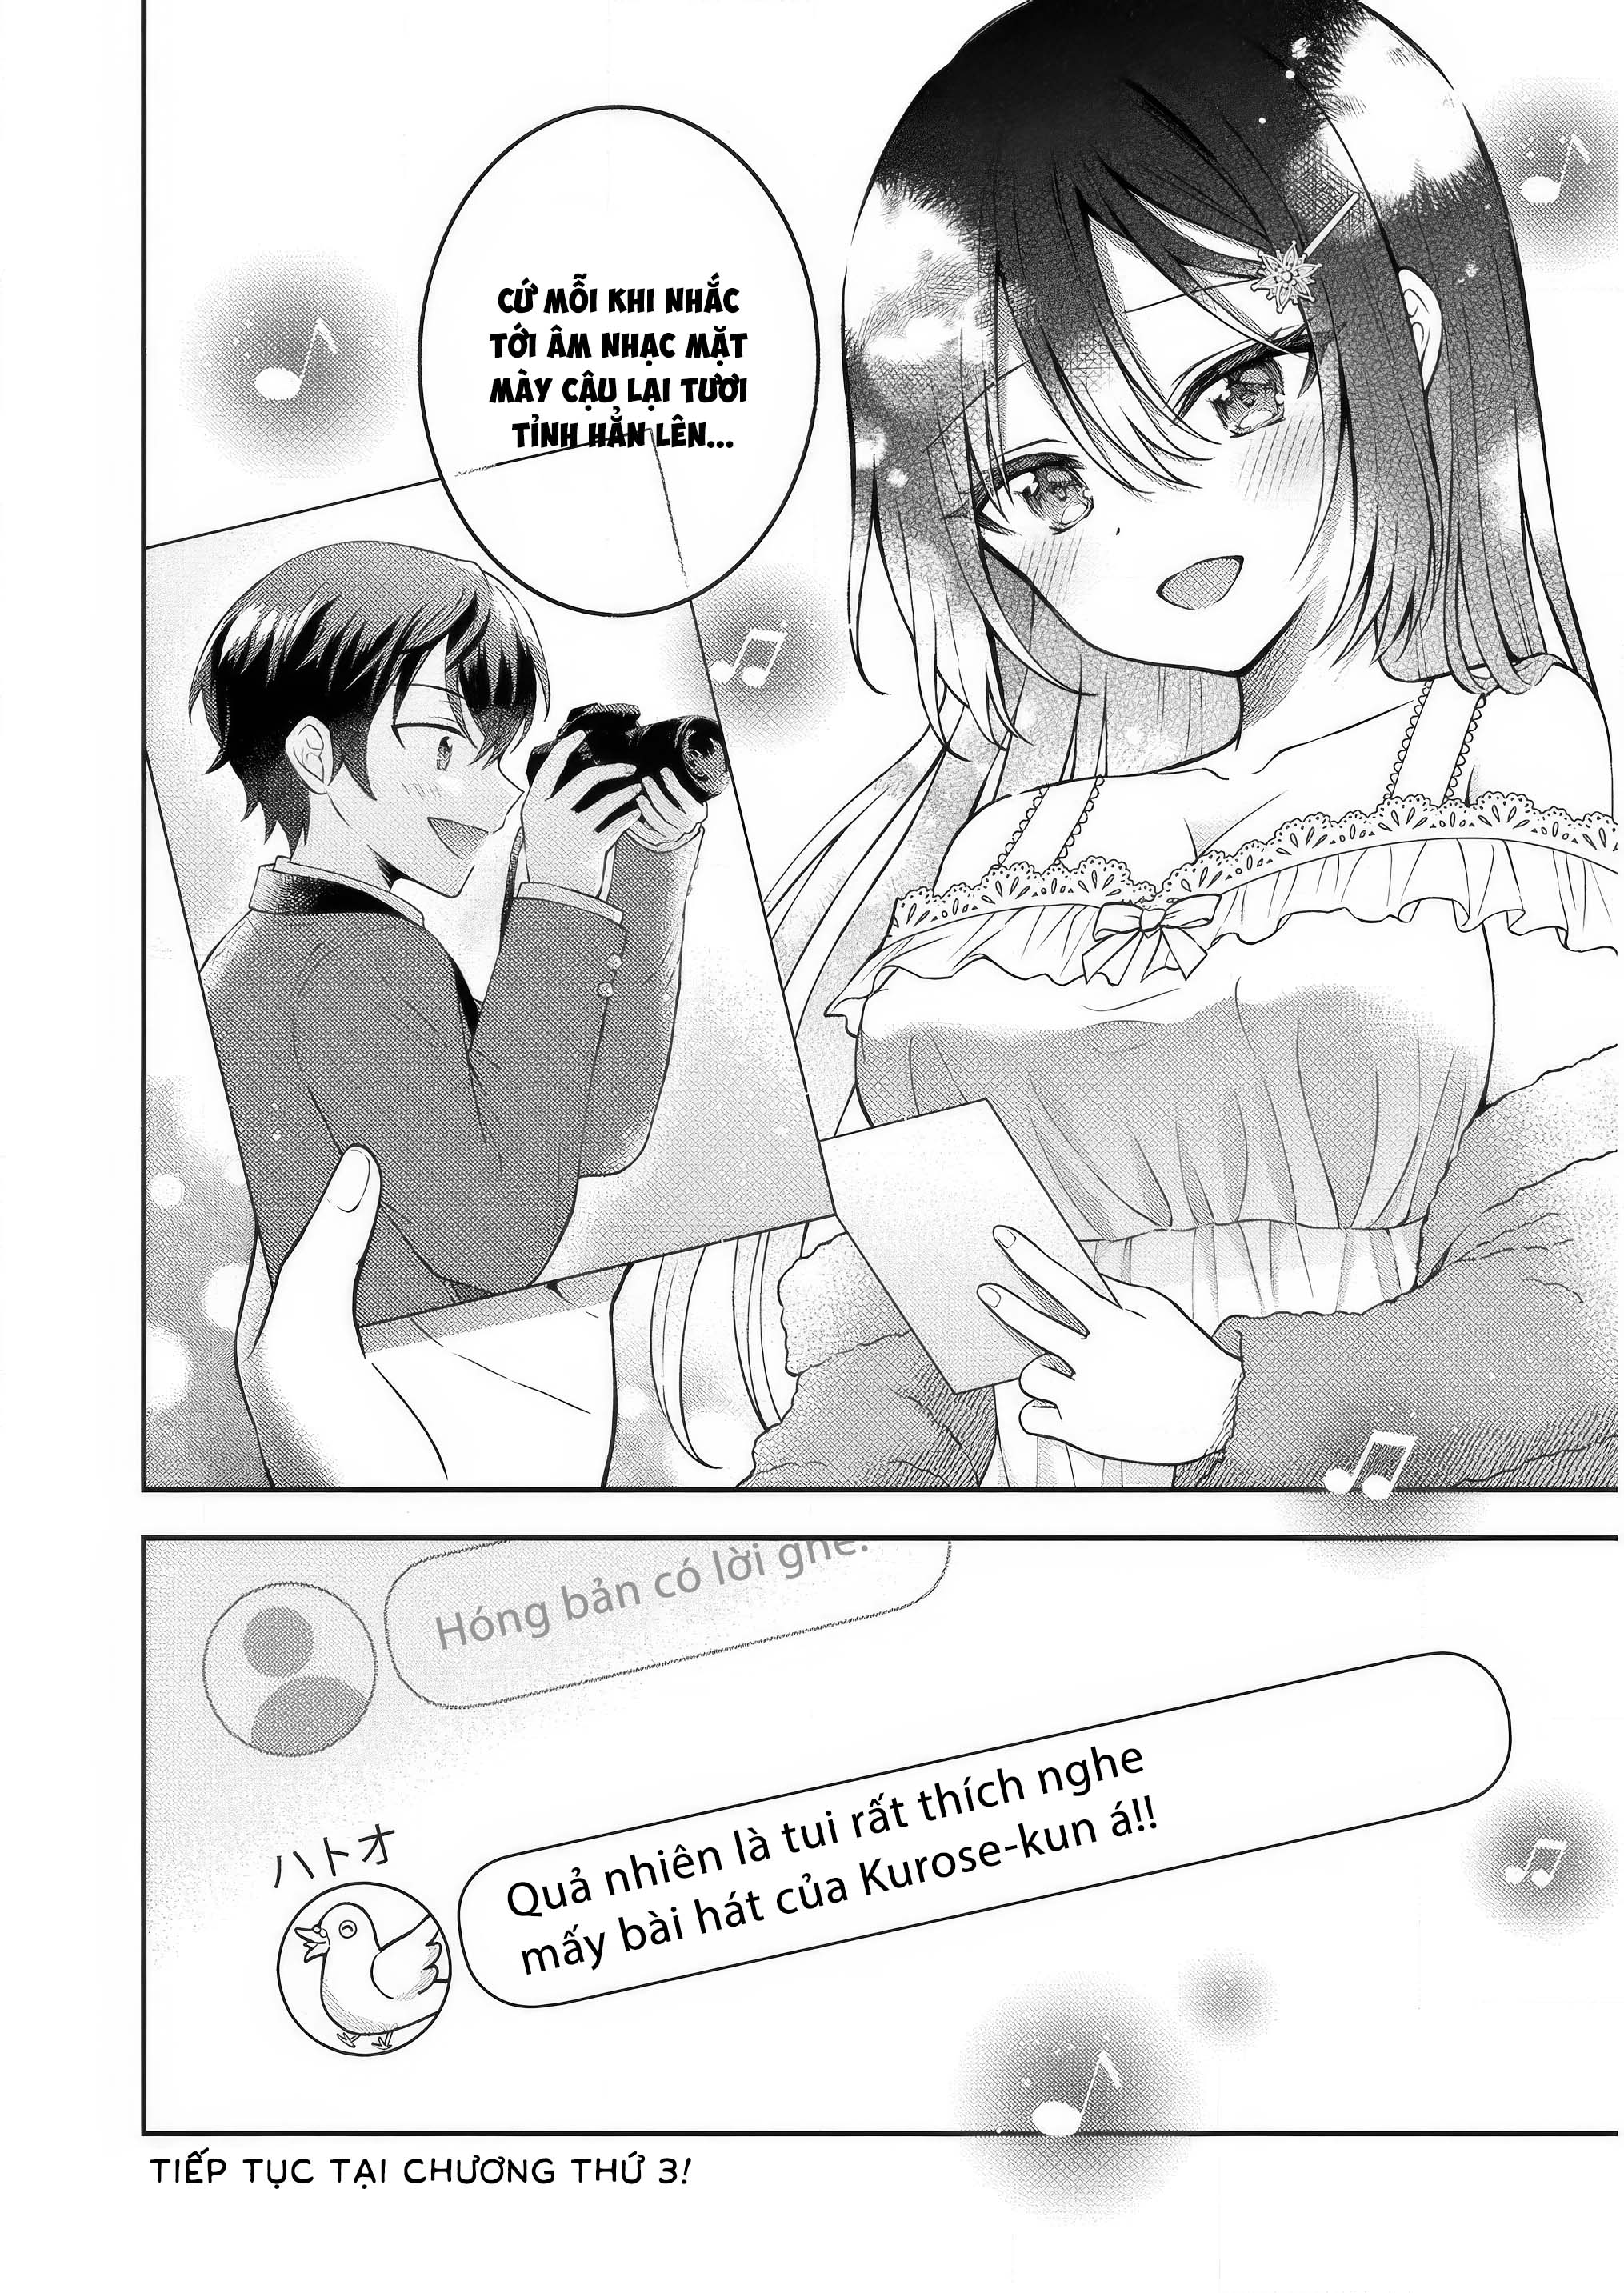 CỨ MỖI KHI NHẮC
TỚI ÂM NHẠC MẶT
MÀY CẬU LẠI TƯƠI
TỈNH HẲN LÊN...
Hóng bản có lời ghê.
ハトオ
Quả nhiên là tui rất thích nghe
mấy bài hát của Kurose-kun á!!
TIẾP TỤC TẠI CHƯƠNG THỨ 3!